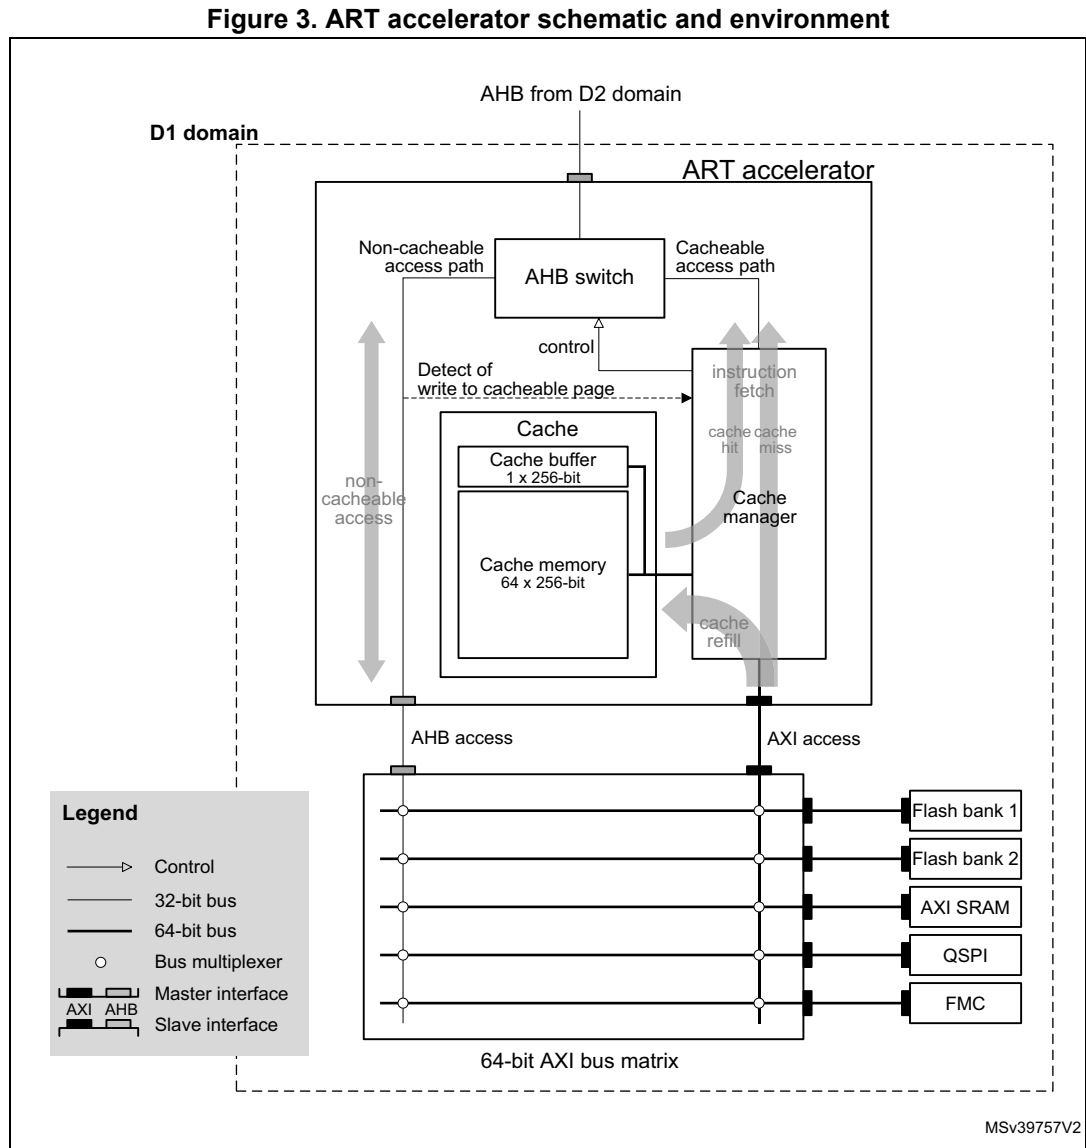 Figure 3. ART accelerator schematic and environment
AHB from D2 domain
D1 domain
ART accelerator
Non-cacheable
access path
AHB switch
Cacheable
access path
control
Detect of
write to cacheable page
instruction
fetch
cache
hit
cache
miss
Cache
Cache buffer
1 x 256-bit
non-
cacheable
access
Cache
manager
Cache memory
64 x 256-bit
cache
refill
AHB access
AXI access
Flash bank 1
Flash bank 2
AXI SRAM
QSPI
FMC
64-bit AXI bus matrix
Legend
Control
32-bit bus
64-bit bus
Bus multiplexer
Master interface
AXI AHB
Slave interface
MSv39757V2